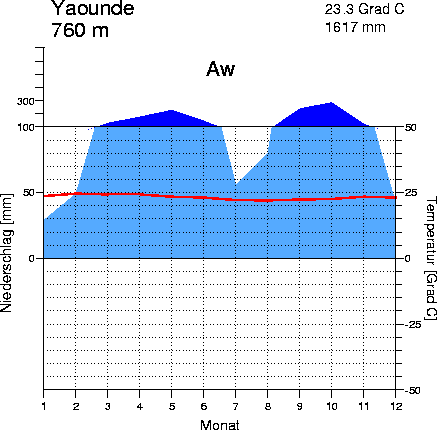 Yaounde
760 m
23.3 Grad C
1617 mm
Aw
300
100
50
0
50
25
0
-25
-50
Niederschlag [mm]
Temperatur [Grad C]
1 2 3 4 5 6 7 8 9 10 11 12
Monat